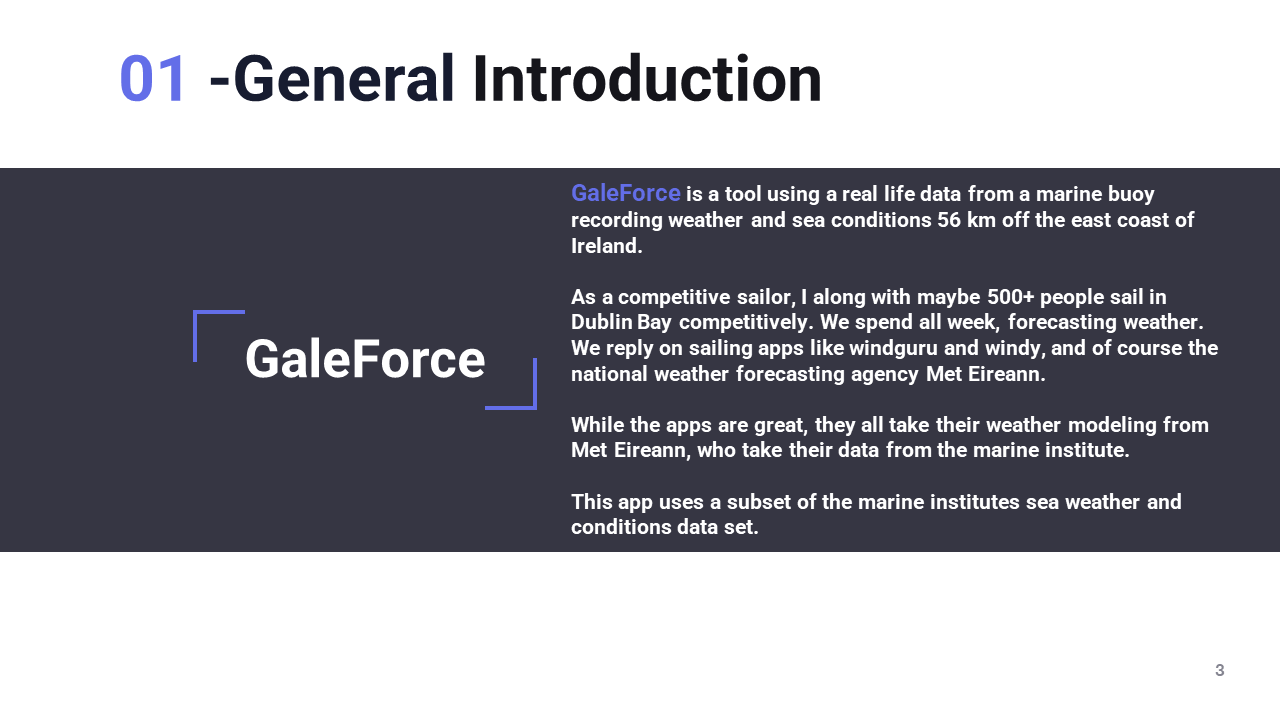 01 -General Introduction
GaleForce
GaleForce is a tool using a real life data from a marine buoy
recording weather and sea conditions 56 km off the east coast of
Ireland.
As a competitive sailor, I along with maybe 500+ people sail in
Dublin Bay competitively. We spend all week, forecasting weather.
We reply on sailing apps like windguru and windy, and of course the
national weather forecasting agency Met Eireann.
While the apps are great, they all take their weather modeling from
Met Eireann, who take their data from the marine institute.
This app uses a subset of the marine institutes sea weather and
conditions data set.
3